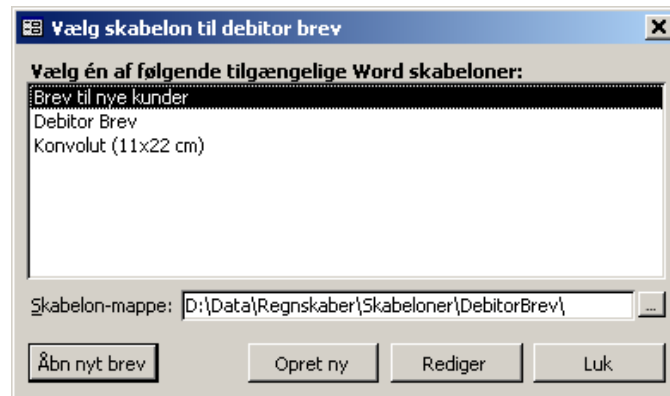 Vælg skabelon til debitor brev
Vælg én af følgende tilgængelige Word skabeloner:
Brev til nye kunder
Debitor Brev
Konvolut (11x22 cm)
Skabelon-mappe: D:\Data\Regnskaber\Skabeloner\DebitorBrev\ ...
Åbn nyt brev Opret ny Rediger Luk